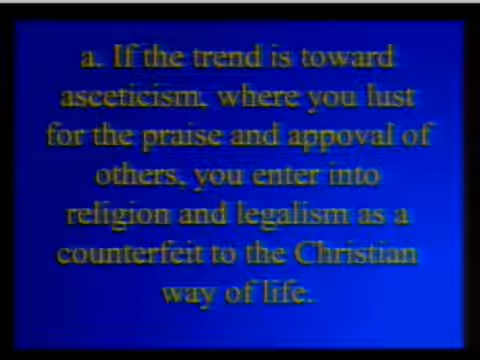 a. If the trend is toward
asceticism, where you lust
for the praise and appoval of
others, you enter into
religion and legalism as a
counterfeit to the Christian
way of life.